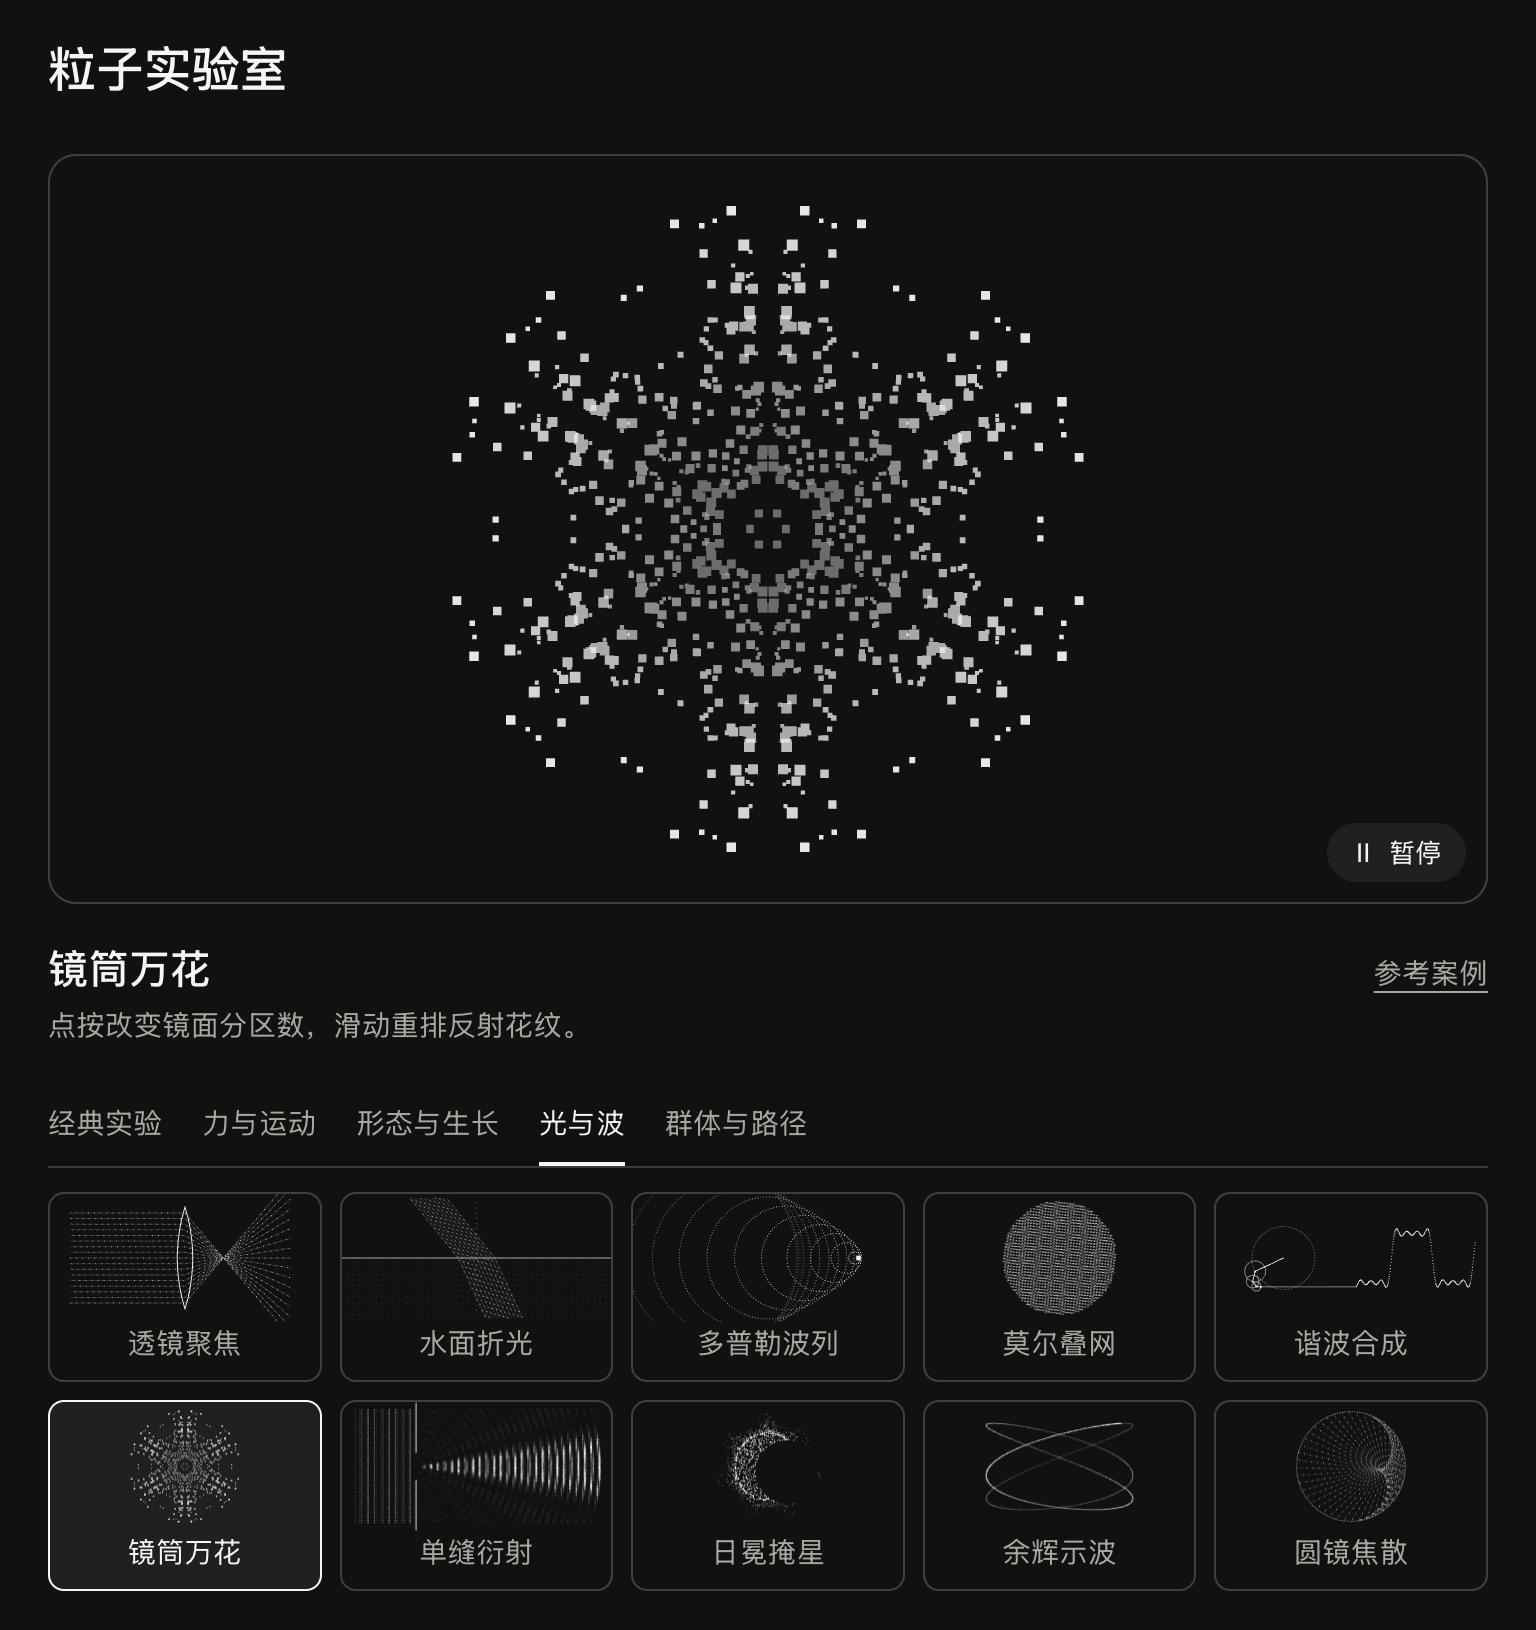 粒子实验室
暂停
镜筒万花
参考案例
点按改变镜面分区数，滑动重排反射花纹。
经典实验 力与运动 形态与生长 光与波 群体与路径
透镜聚焦 水面折光 多普勒波列 莫尔叠网 谐波合成
镜筒万花 单缝衍射 日冕掩星 余辉示波 圆镜焦散